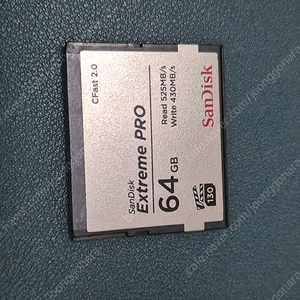 CFast 2.0
SanDisk
Extreme PRO
64 GB
Read 525MB/s
Write 430MB/s
130
SanDisk